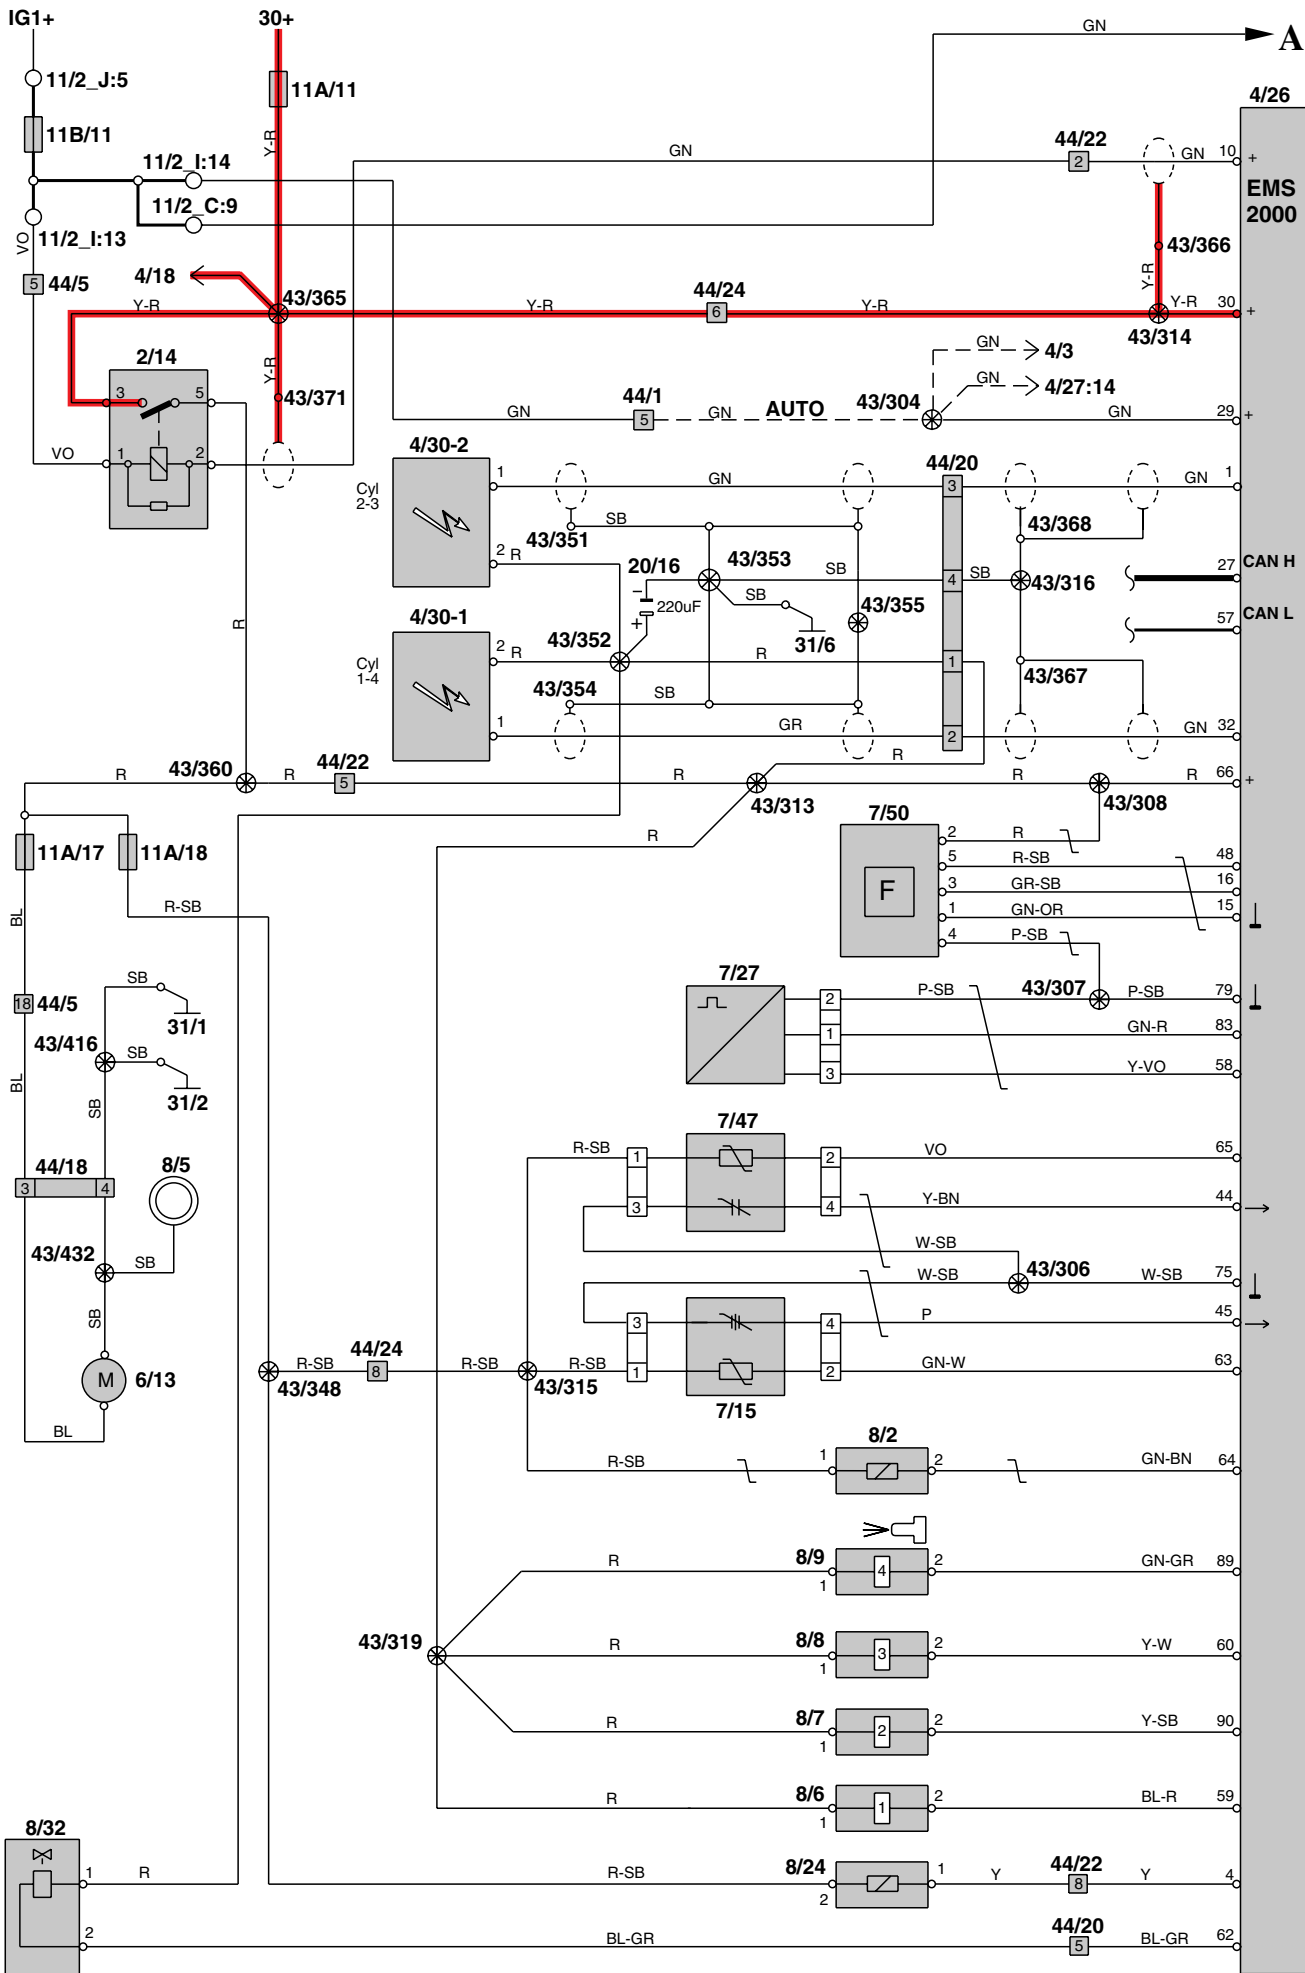 IG1+
30+
GN
A
11/2_J:5
11A/11
4/26
11B/11
Y-R
44/22
11/2_I:14
GN
2
GN
10
+
EMS
2000
11/2_C:9
11/2_I:13
VO
43/366
4/18
5
44/5
43/365
44/24
Y-R
Y-R
Y-R
6
Y-R
Y-R
30
+
43/314
2/14
Y-R
GN
4/3
3
5
43/371
44/1
GN
4/27:14
GN
5
GN
AUTO
43/304
GN
29
+
VO
1
2
4/30-2
44/20
Cyl
2-3
1
GN
3
GN
1
SB
43/351
43/368
2
R
20/16
43/353
SB
4
SB
43/316
27
CAN H
−
220uF
SB
43/355
57
CAN L
4/30-1
+
31/6
R
Cyl
1-4
2
R
43/352
R
1
43/367
43/354
SB
1
GR
2
GN
32
R
R
43/360
R
44/22
5
R
43/313
R
43/308
R
66
+
7/50
11A/17
11A/18
R
2
R
F
5
R-SB
48
3
GR-SB
16
BL
R-SB
1
GN-OR
15
4
P-SB
7/27
SB
18
44/5
31/1
2
P-SB
43/307
P-SB
79
43/416
SB
1
GN-R
83
BL
3
Y-VO
58
SB
31/2
7/47
44/18
8/5
R-SB
1
2
VO
65
3
4
3
4
Y-BN
44
43/432
SB
W-SB
W-SB
43/306
W-SB
75
SB
3
4
P
45
M
6/13
R-SB
44/24
8
R-SB
R-SB
1
2
GN-W
63
43/348
43/315
7/15
BL
8/2
R-SB
1
2
GN-BN
64
R
8/9
4
2
GN-GR
89
1
43/319
R
8/8
3
2
Y-W
60
1
R
8/7
2
2
Y-SB
90
1
R
8/6
1
2
BL-R
59
1
8/32
1
R
R-SB
8/24
1
Y
44/22
8
Y
4
2
2
BL-GR
44/20
5
BL-GR
62